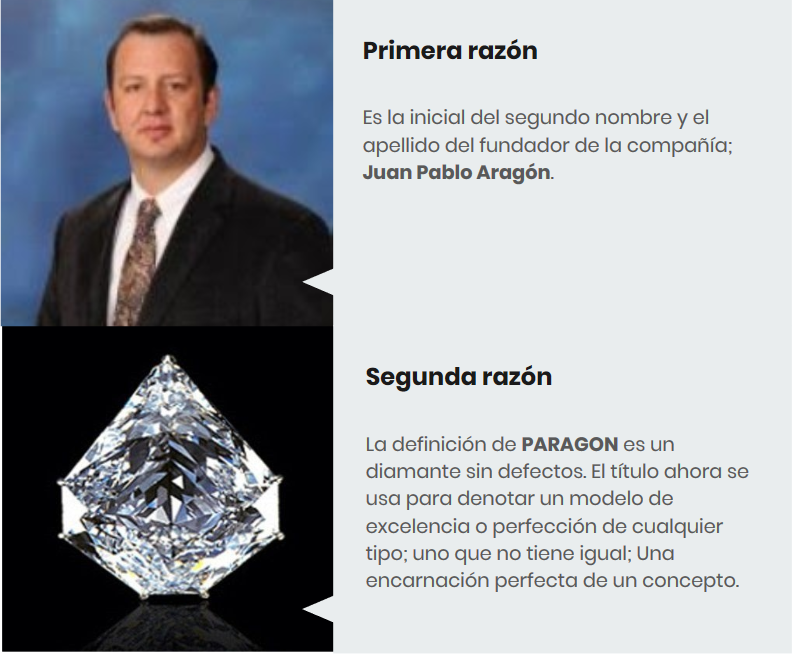 Primera razón
Es la inicial del segundo nombre y el
apellido del fundador de la compañía;
Juan Pablo Aragón.
Segunda razón
La definición de PARAGON es un
diamante sin defectos. El título ahora se
usa para denotar un modelo de
excelencia o perfección de cualquier
tipo; uno que no tiene igual; Una
encarnación perfecta de un concepto.